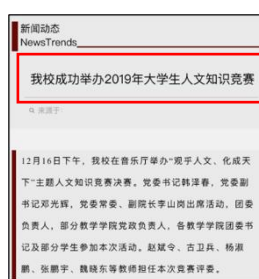 新闻动态
NewsTrends
我校成功举办2019年大学生人文知识竞赛
来源于
12月16日下午，我校在音乐厅举办“观乎人文、化成天
下”主题人文知识竞赛决赛。党委书记韩泽春，党委副
书记邓光辉，党委常委、副院长李山岗出席活动，团委
负责人，部分教学学院党政负责人，各教学学院团委书
记及部分学生参加本次活动。赵斌令、古卫兵、杨淑
鹏、张鹏宇、魏晓东等教师担任本次竞赛评委。